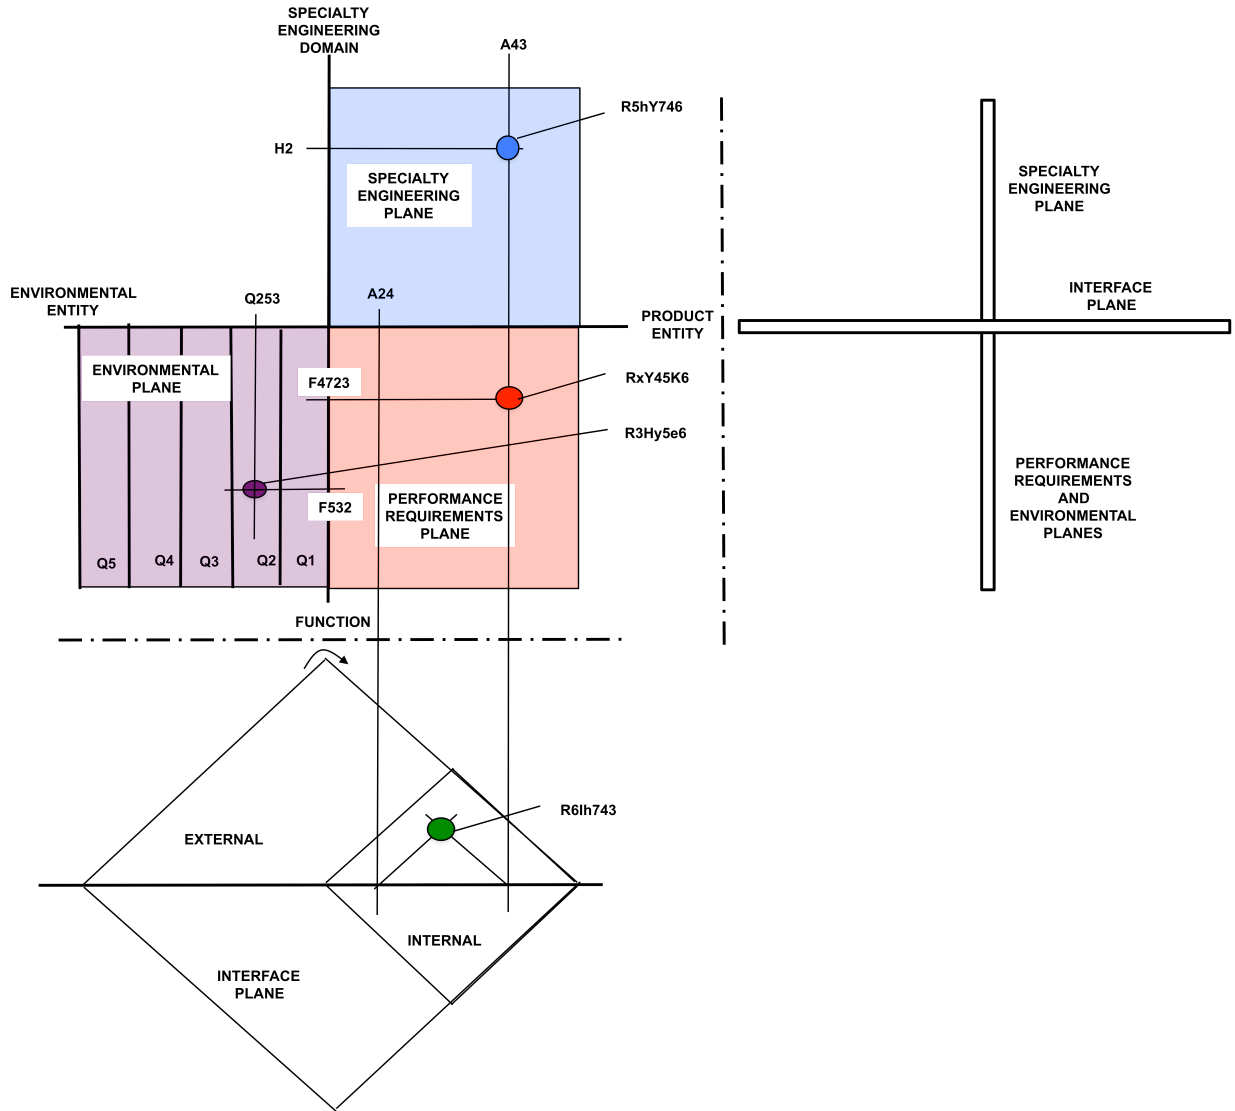 SPECIALTY
ENGINEERING
DOMAIN
A43
R5hY746
H2
SPECIALTY
ENGINEERING
PLANE
SPECIALTY
ENGINEERING
PLANE
ENVIRONMENTAL
ENTITY
Q253
A24
PRODUCT
ENTITY
INTERFACE
PLANE
ENVIRONMENTAL
PLANE
F4723
RxY45K6
R3Hy5e6
F532
PERFORMANCE
REQUIREMENTS
PLANE
PERFORMANCE
REQUIREMENTS
AND
ENVIRONMENTAL
PLANES
Q5
Q4
Q3
Q2
Q1
FUNCTION
R6Ih743
EXTERNAL
INTERNAL
INTERFACE
PLANE